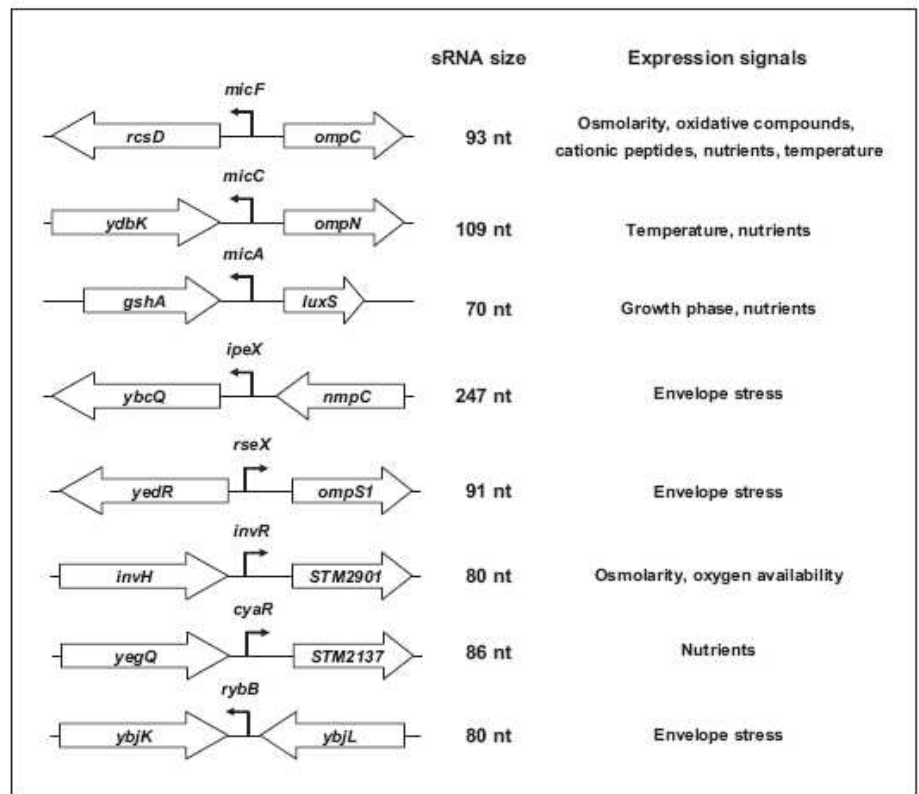 sRNA size Expression signals
micF
rcsD ompC 93 nt Osmolarity, oxidative compounds,
cationic peptides, nutrients, temperature
micC
ydbK ompN 109 nt Temperature, nutrients
micA
gshA luxS 70 nt Growth phase, nutrients
ipeX
ybcQ nmpC 247 nt Envelope stress
rseX
yedR ompS1 91 nt Envelope stress
invR
invH STM2901 80 nt Osmolarity, oxygen availability
cyaR
yegQ STM2137 86 nt Nutrients
rybB
ybjK ybjL 80 nt Envelope stress